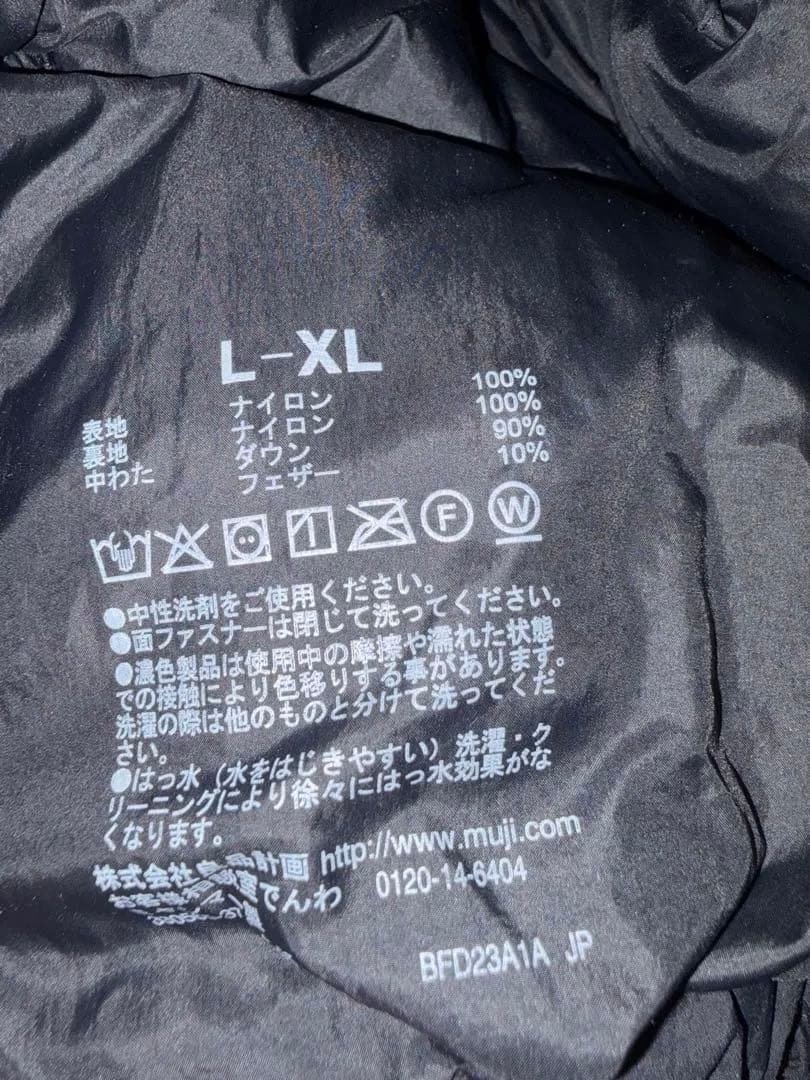 L-XL
表地 ナイロン 100%
裏地 ナイロン 100%
中わた ダウン 90%
フェザー 10%
F
W
●中性洗剤をご使用ください。
●面ファスナーは閉じて洗ってください。
●濃色製品は使用中の摩擦や濡れた状態
での接触により色移りする事があります。
洗濯の際は他のものと分けて洗ってくだ
さい。
●はっ水（水をはじきやすい）洗濯・ク
リーニングにより徐々にはっ水効果がな
くなります。
株式会社 計画 http://www.muji.com
でんわ 0120-14-6404
BFD23A1A JP